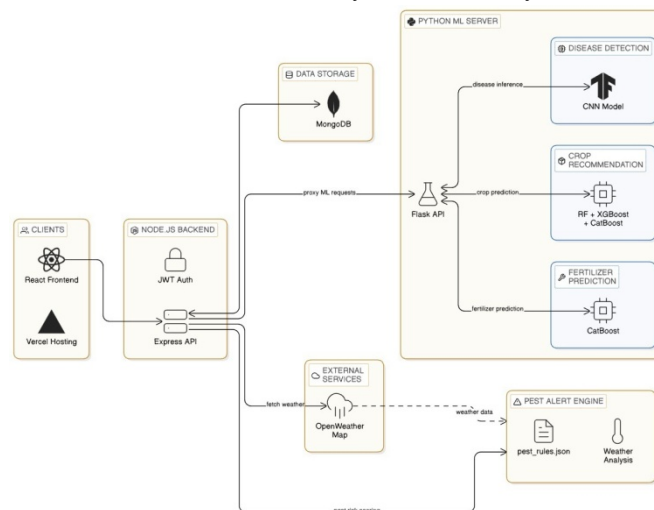 PYTHON ML SERVER
DISEASE DETECTION
DATA STORAGE
disease inference
CNN Model
MongoDB
CROP
RECOMMENDATION
proxy ML requests
crop prediction
Flask API
RF + XGBoost
+ CatBoost
CLIENTS
NODE.JS BACKEND
React Frontend
JWT Auth
FERTILIZER
PREDICTION
Vercel Hosting
Express API
fertilizer prediction
CatBoost
EXTERNAL
SERVICES
PEST ALERT ENGINE
fetch weather
weather data
OpenWeather
Map
pest_rules.json
Weather
Analysis